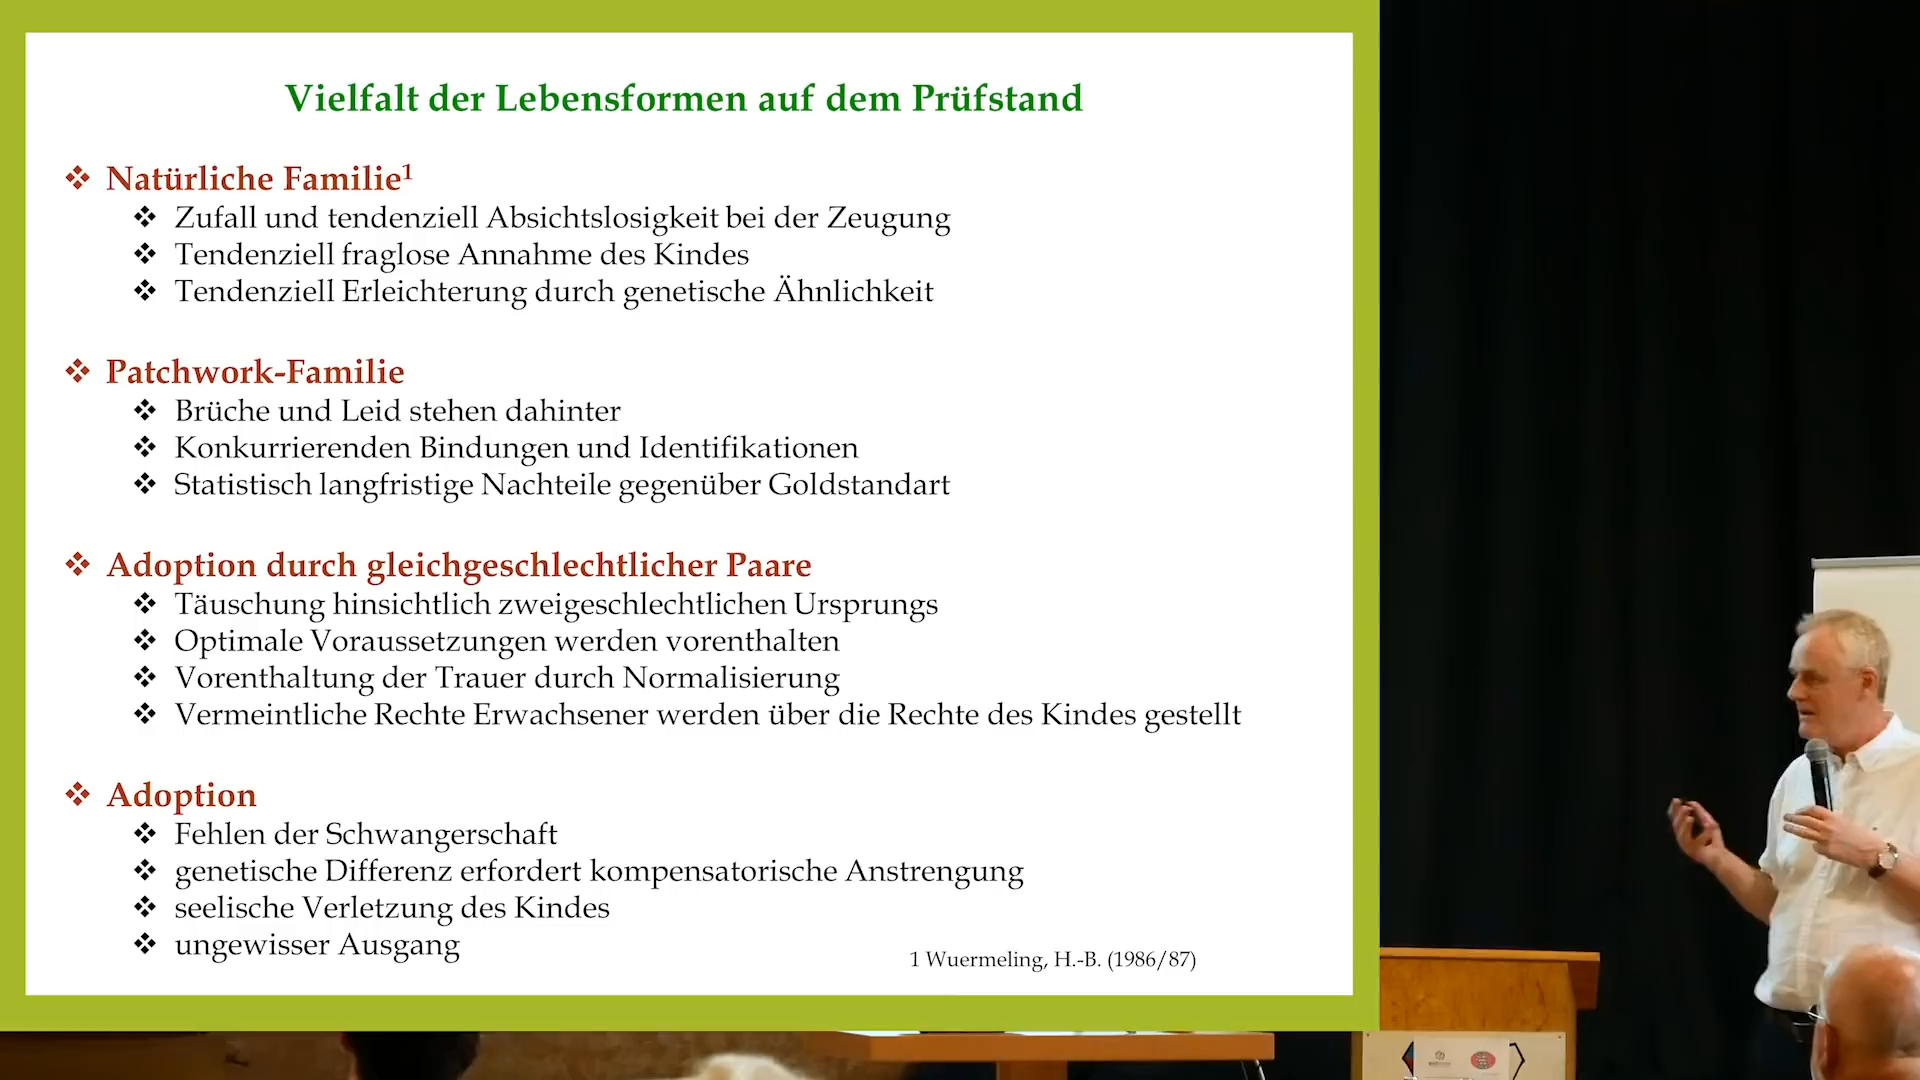 Vielfalt der Lebensformen auf dem Prüfstand
❖ Natürliche Familie¹
❖ Zufall und tendenziell Absichtslosigkeit bei der Zeugung
❖ Tendenziell fraglose Annahme des Kindes
❖ Tendenziell Erleichterung durch genetische Ähnlichkeit
❖ Patchwork-Familie
❖ Brüche und Leid stehen dahinter
❖ Konkurrierenden Bindungen und Identifikationen
❖ Statistisch langfristige Nachteile gegenüber Goldstandart
❖ Adoption durch gleichgeschlechtlicher Paare
❖ Täuschung hinsichtlich zweigeschlechtlichen Ursprungs
❖ Optimale Voraussetzungen werden vorenthalten
❖ Vorenthaltung der Trauer durch Normalisierung
❖ Vermeintliche Rechte Erwachsener werden über die Rechte des Kindes gestellt
❖ Adoption
❖ Fehlen der Schwangerschaft
❖ genetische Differenz erfordert kompensatorische Anstrengung
❖ seelische Verletzung des Kindes
❖ ungewisser Ausgang
1 Wuermeling, H.-B. (1986/87)